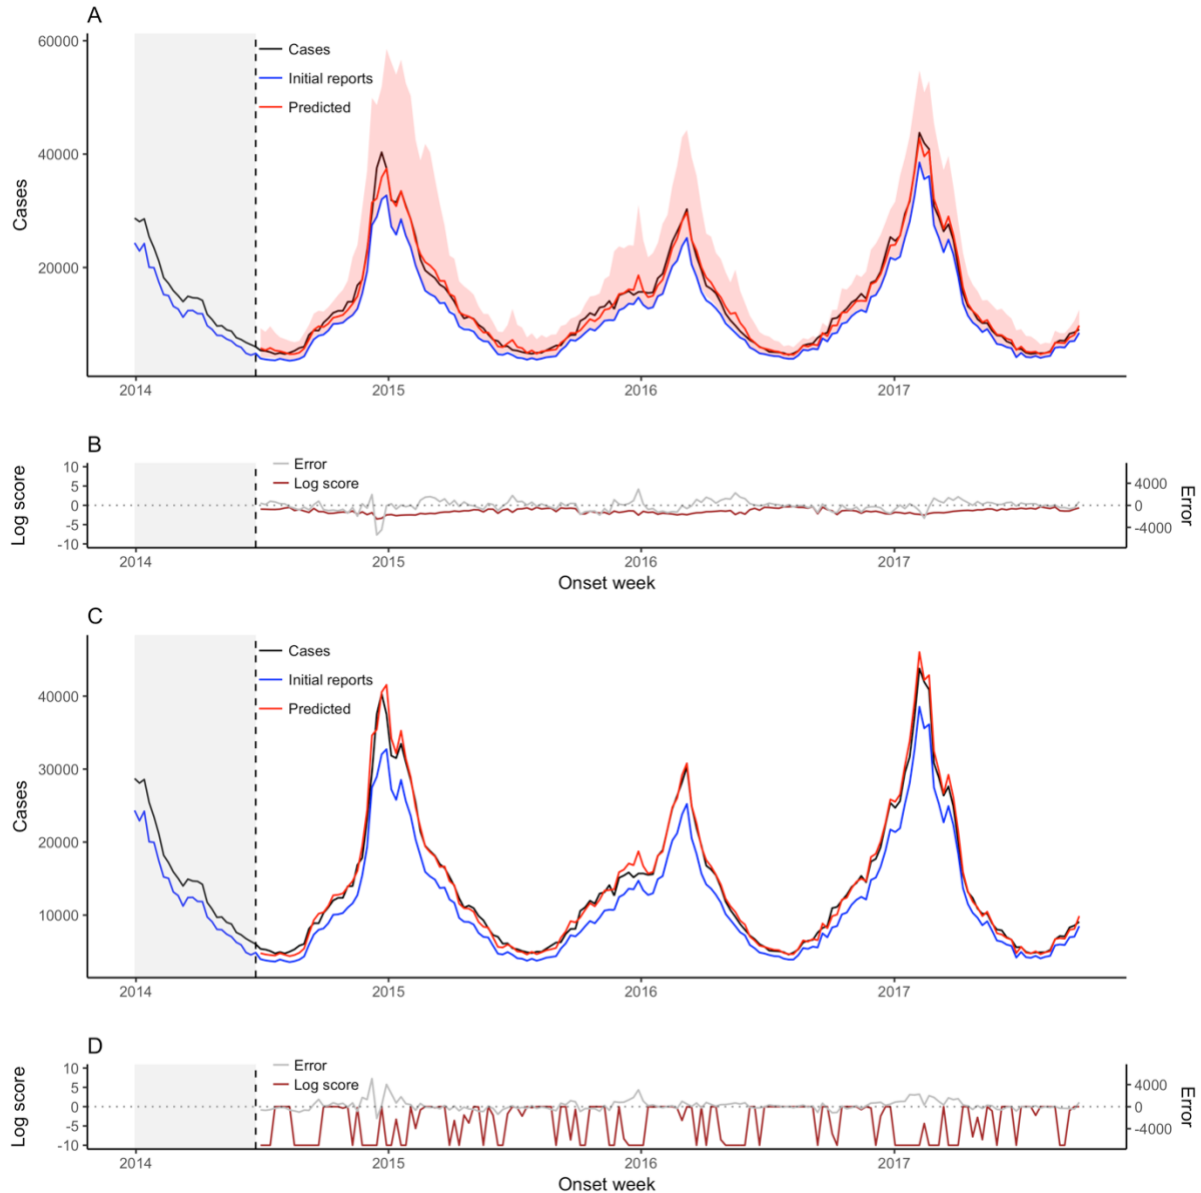 A
60000
40000
20000
Cases
Cases
Initial reports
Predicted
2014
2015
2016
2017
B
10
5
0
-5
-10
Log score
Error
Log score
4000
0
-4000
Error
2014
2015
2016
2017
Onset week
C
40000
30000
20000
10000
Cases
Cases
Initial reports
Predicted
2014
2015
2016
2017
D
10
5
0
-5
-10
Log score
Error
Log score
4000
0
-4000
Error
2014
2015
2016
2017
Onset week